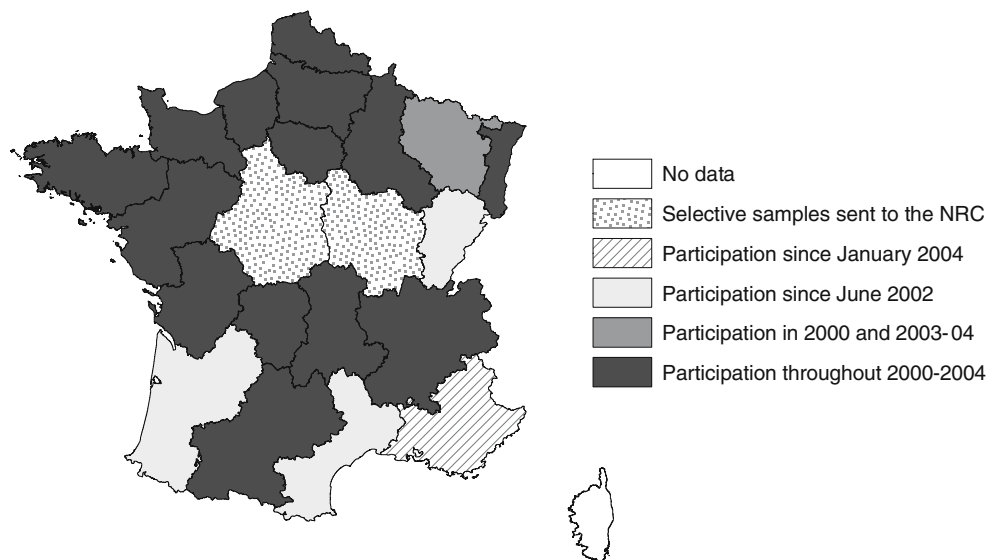 No data
Selective samples sent to the NRC
Participation since January 2004
Participation since June 2002
Participation in 2000 and 2003-04
Participation throughout 2000-2004